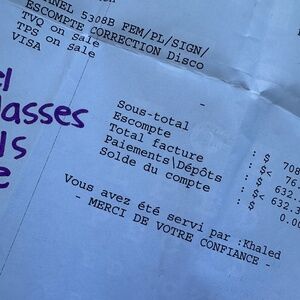 NEL 5308B FEM/PL/SIGN/
ESCOMPTE CORRECTION Disco
TVQ on sale
TPS on sale
VISA
el
lasses
ls
e
-
Sous-total : $ 708
Escompte : $< 76.
Total facture : $ 632.
Paiements\Dépôts : $< 632.3
Solde du compte : $ 0.00
Vous avez été servi par :Khaled
- MERCI DE VOTRE CONFIANCE -